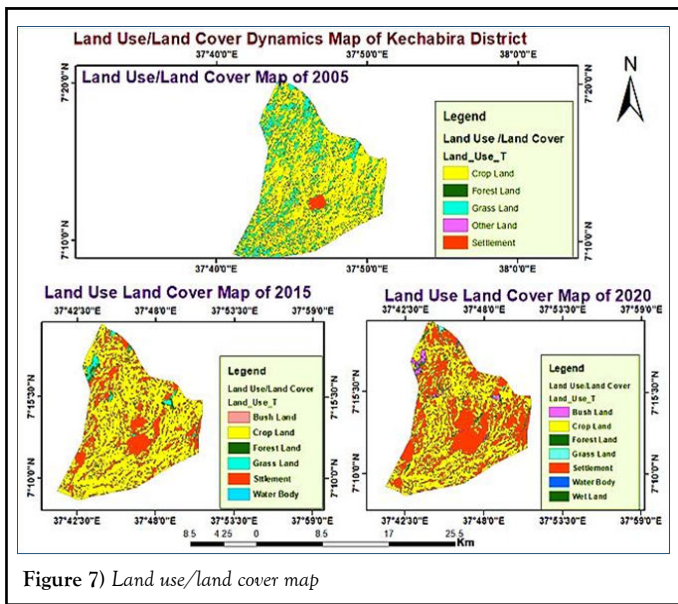 Land Use/Land Cover Dynamics Map of Kechabira District
37°40'0"E 37°50'0"E 38°0'0"E
Land Use/Land Cover Map of 2005
N
7°20'0"N 7°20'0"N
Legend
Land Use /Land Cover
Land_Use_T
Crop Land
Forest Land
Grass Land
Other Land
Settlement
7°10'0"N 7°10'0"N
37°40'0"E 37°50'0"E 38°0'0"E
Land Use Land Cover Map of 2015
37°42'30"E 37°48'0"E 37°53'30"E 37°59'0"E
Legend
Land Use/Land Cover
Land_Use_T
Bush Land
Crop Land
Forest Land
Grass Land
Sttlement
Water Body
7°15'30"N 7°15'30"N
7°10'0"N 7°10'0"N
37°42'30"E 37°48'0"E 37°53'30"E 37°59'0"E
Land Use Land Cover Map of 2020
37°42'30"E 37°48'0"E 37°53'30"E 37°59'0"E
Legend
Land Use/Land Cover
Land_Use_T
Bush Land
Crop Land
Forest Land
Grass Land
Settlement
Water Body
Wet Land
7°15'30"N 7°15'30"N
7°10'0"N 7°10'0"N
37°42'30"E 37°48'0"E 37°53'30"E 37°59'0"E
8.5 4.25 0 8.5 17 25.5
Km
Figure 7) Land use/land cover map